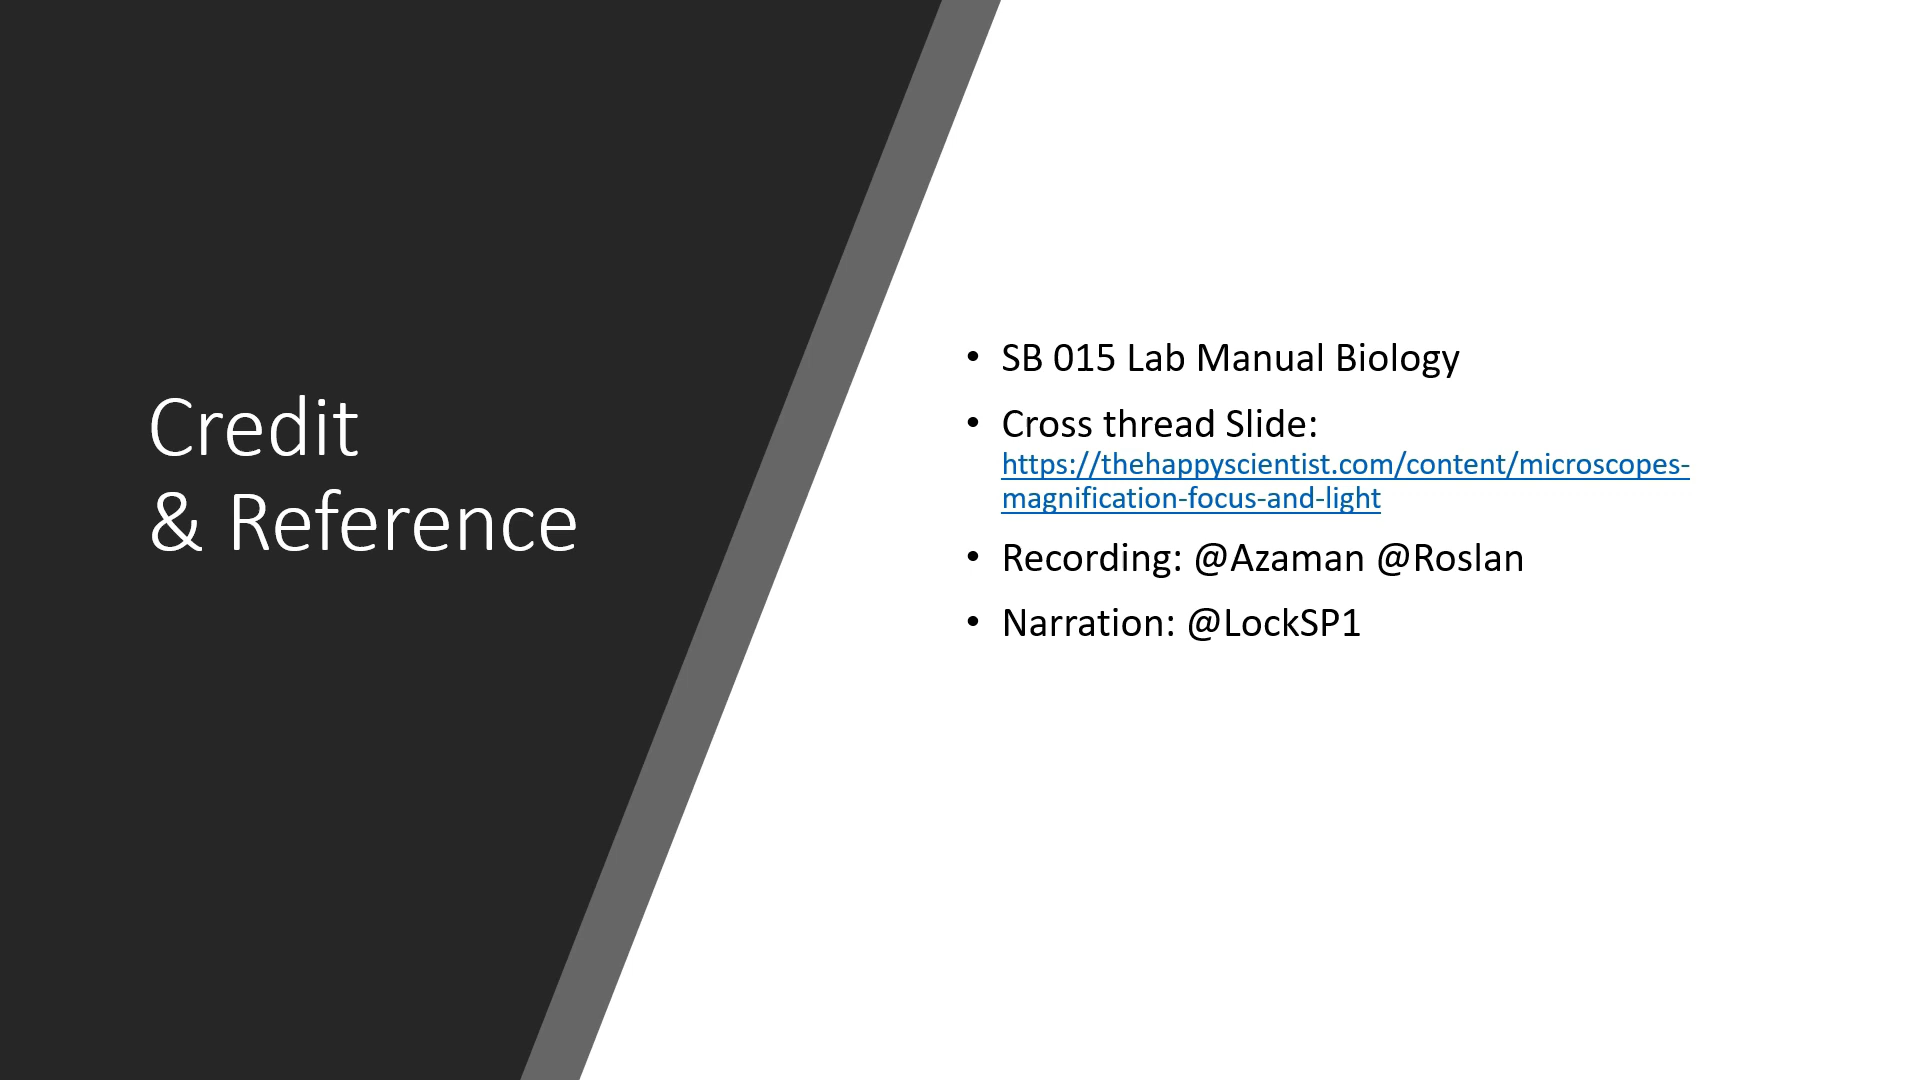 Credit
& Reference
• SB 015 Lab Manual Biology
• Cross thread Slide:
https://thehappyscientist.com/content/microscopes-
magnification-focus-and-light
• Recording: @Azaman @Roslan
• Narration: @LockSP1